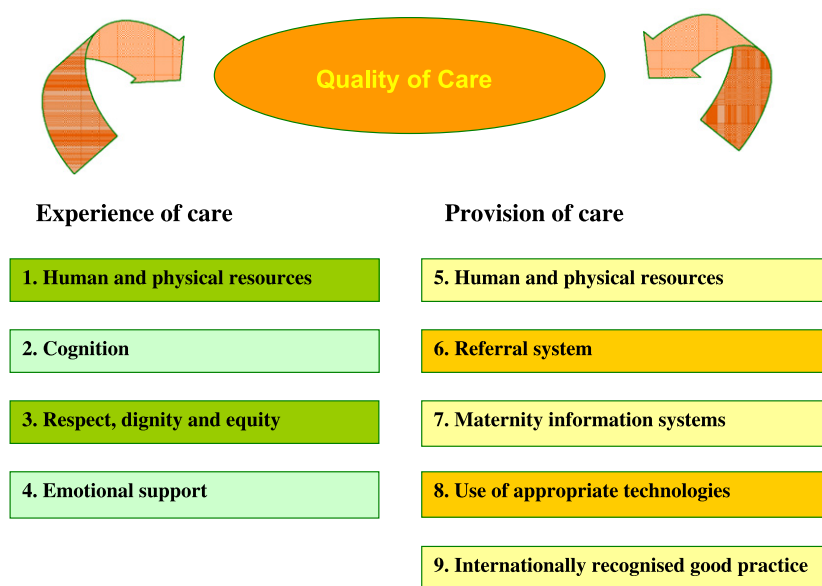 Quality of Care
Experience of care
1. Human and physical resources
2. Cognition
3. Respect, dignity and equity
4. Emotional support
Provision of care
5. Human and physical resources
6. Referral system
7. Maternity information systems
8. Use of appropriate technologies
9. Internationally recognised good practice